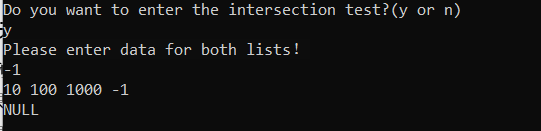 Do you want to enter the intersection test?(y or n)
y
Please enter data for both lists!
-1
10 100 1000 -1
NULL